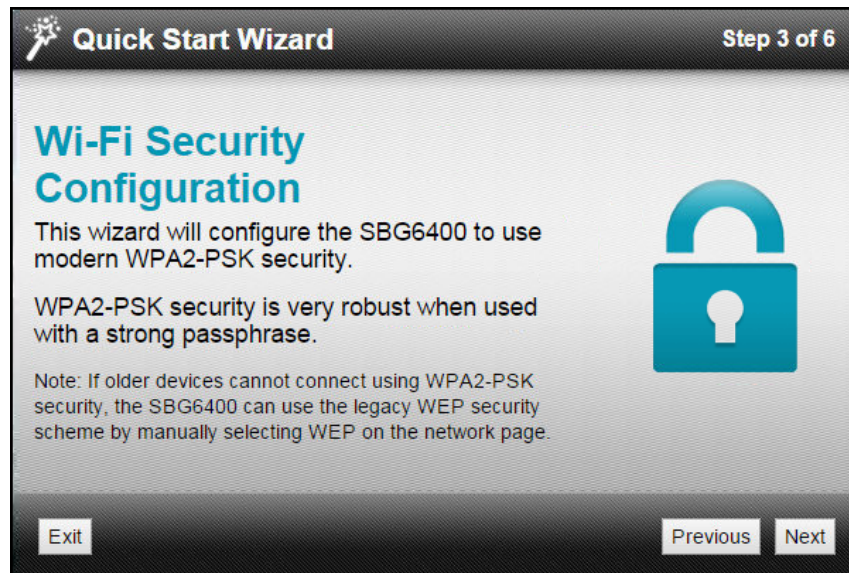 Quick Start Wizard
Step 3 of 6
Wi-Fi Security
Configuration
This wizard will configure the SBG6400 to use
modern WPA2-PSK security.
WPA2-PSK security is very robust when used
with a strong passphrase.
Note: If older devices cannot connect using WPA2-PSK
security, the SBG6400 can use the legacy WEP security
scheme by manually selecting WEP on the network page.
Exit
Previous
Next